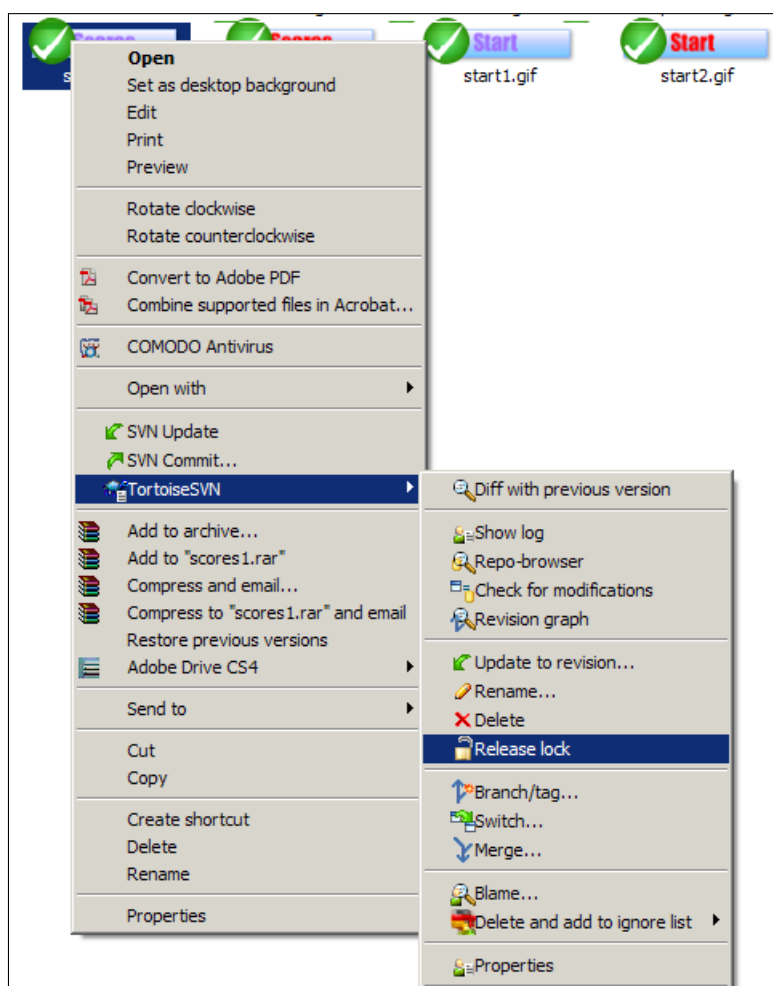 Start
Start
start1.gif
start2.gif
Open
Set as desktop background
Edit
Print
Preview
Rotate clockwise
Rotate counterclockwise
Convert to Adobe PDF
Combine supported files in Acrobat...
COMODO Antivirus
Open with
SVN Update
SVN Commit...
TortoiseSVN
Add to archive...
Add to "scores1.rar"
Compress and email...
Compress to "scores1.rar" and email
Restore previous versions
Adobe Drive CS4
Send to
Cut
Copy
Create shortcut
Delete
Rename
Properties
Diff with previous version
Show log
Repo-browser
Check for modifications
Revision graph
Update to revision...
Rename...
Delete
Release lock
Branch/tag...
Switch...
Merge...
Blame...
Delete and add to ignore list
Properties